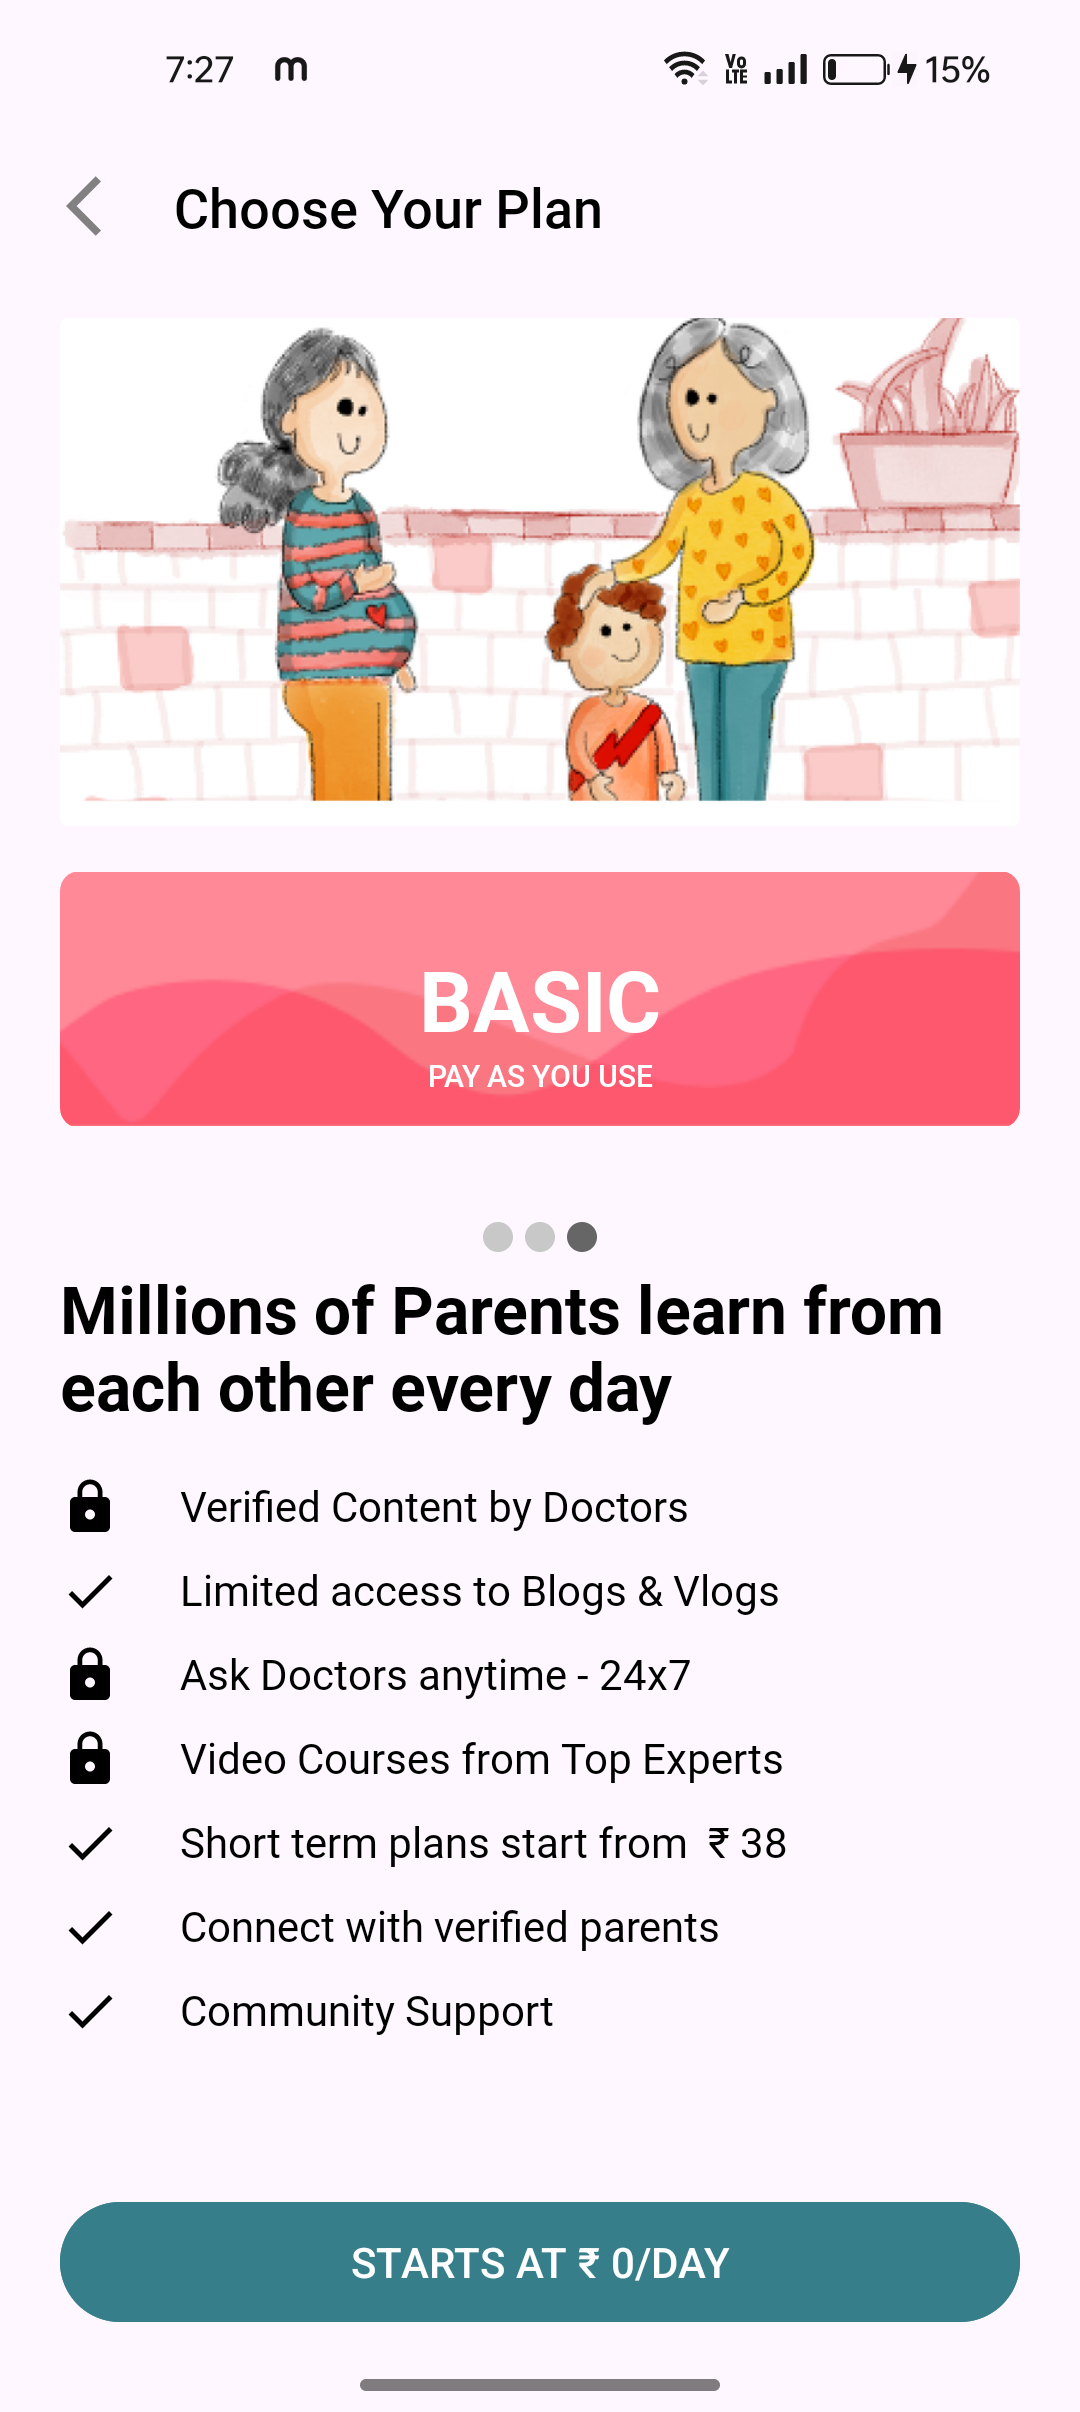 7:27 m Vo LTE 15%
Choose Your Plan
BASIC
PAY AS YOU USE
Millions of Parents learn from
each other every day
Verified Content by Doctors
Limited access to Blogs & Vlogs
Ask Doctors anytime - 24x7
Video Courses from Top Experts
Short term plans start from ₹ 38
Connect with verified parents
Community Support
STARTS AT ₹ 0/DAY